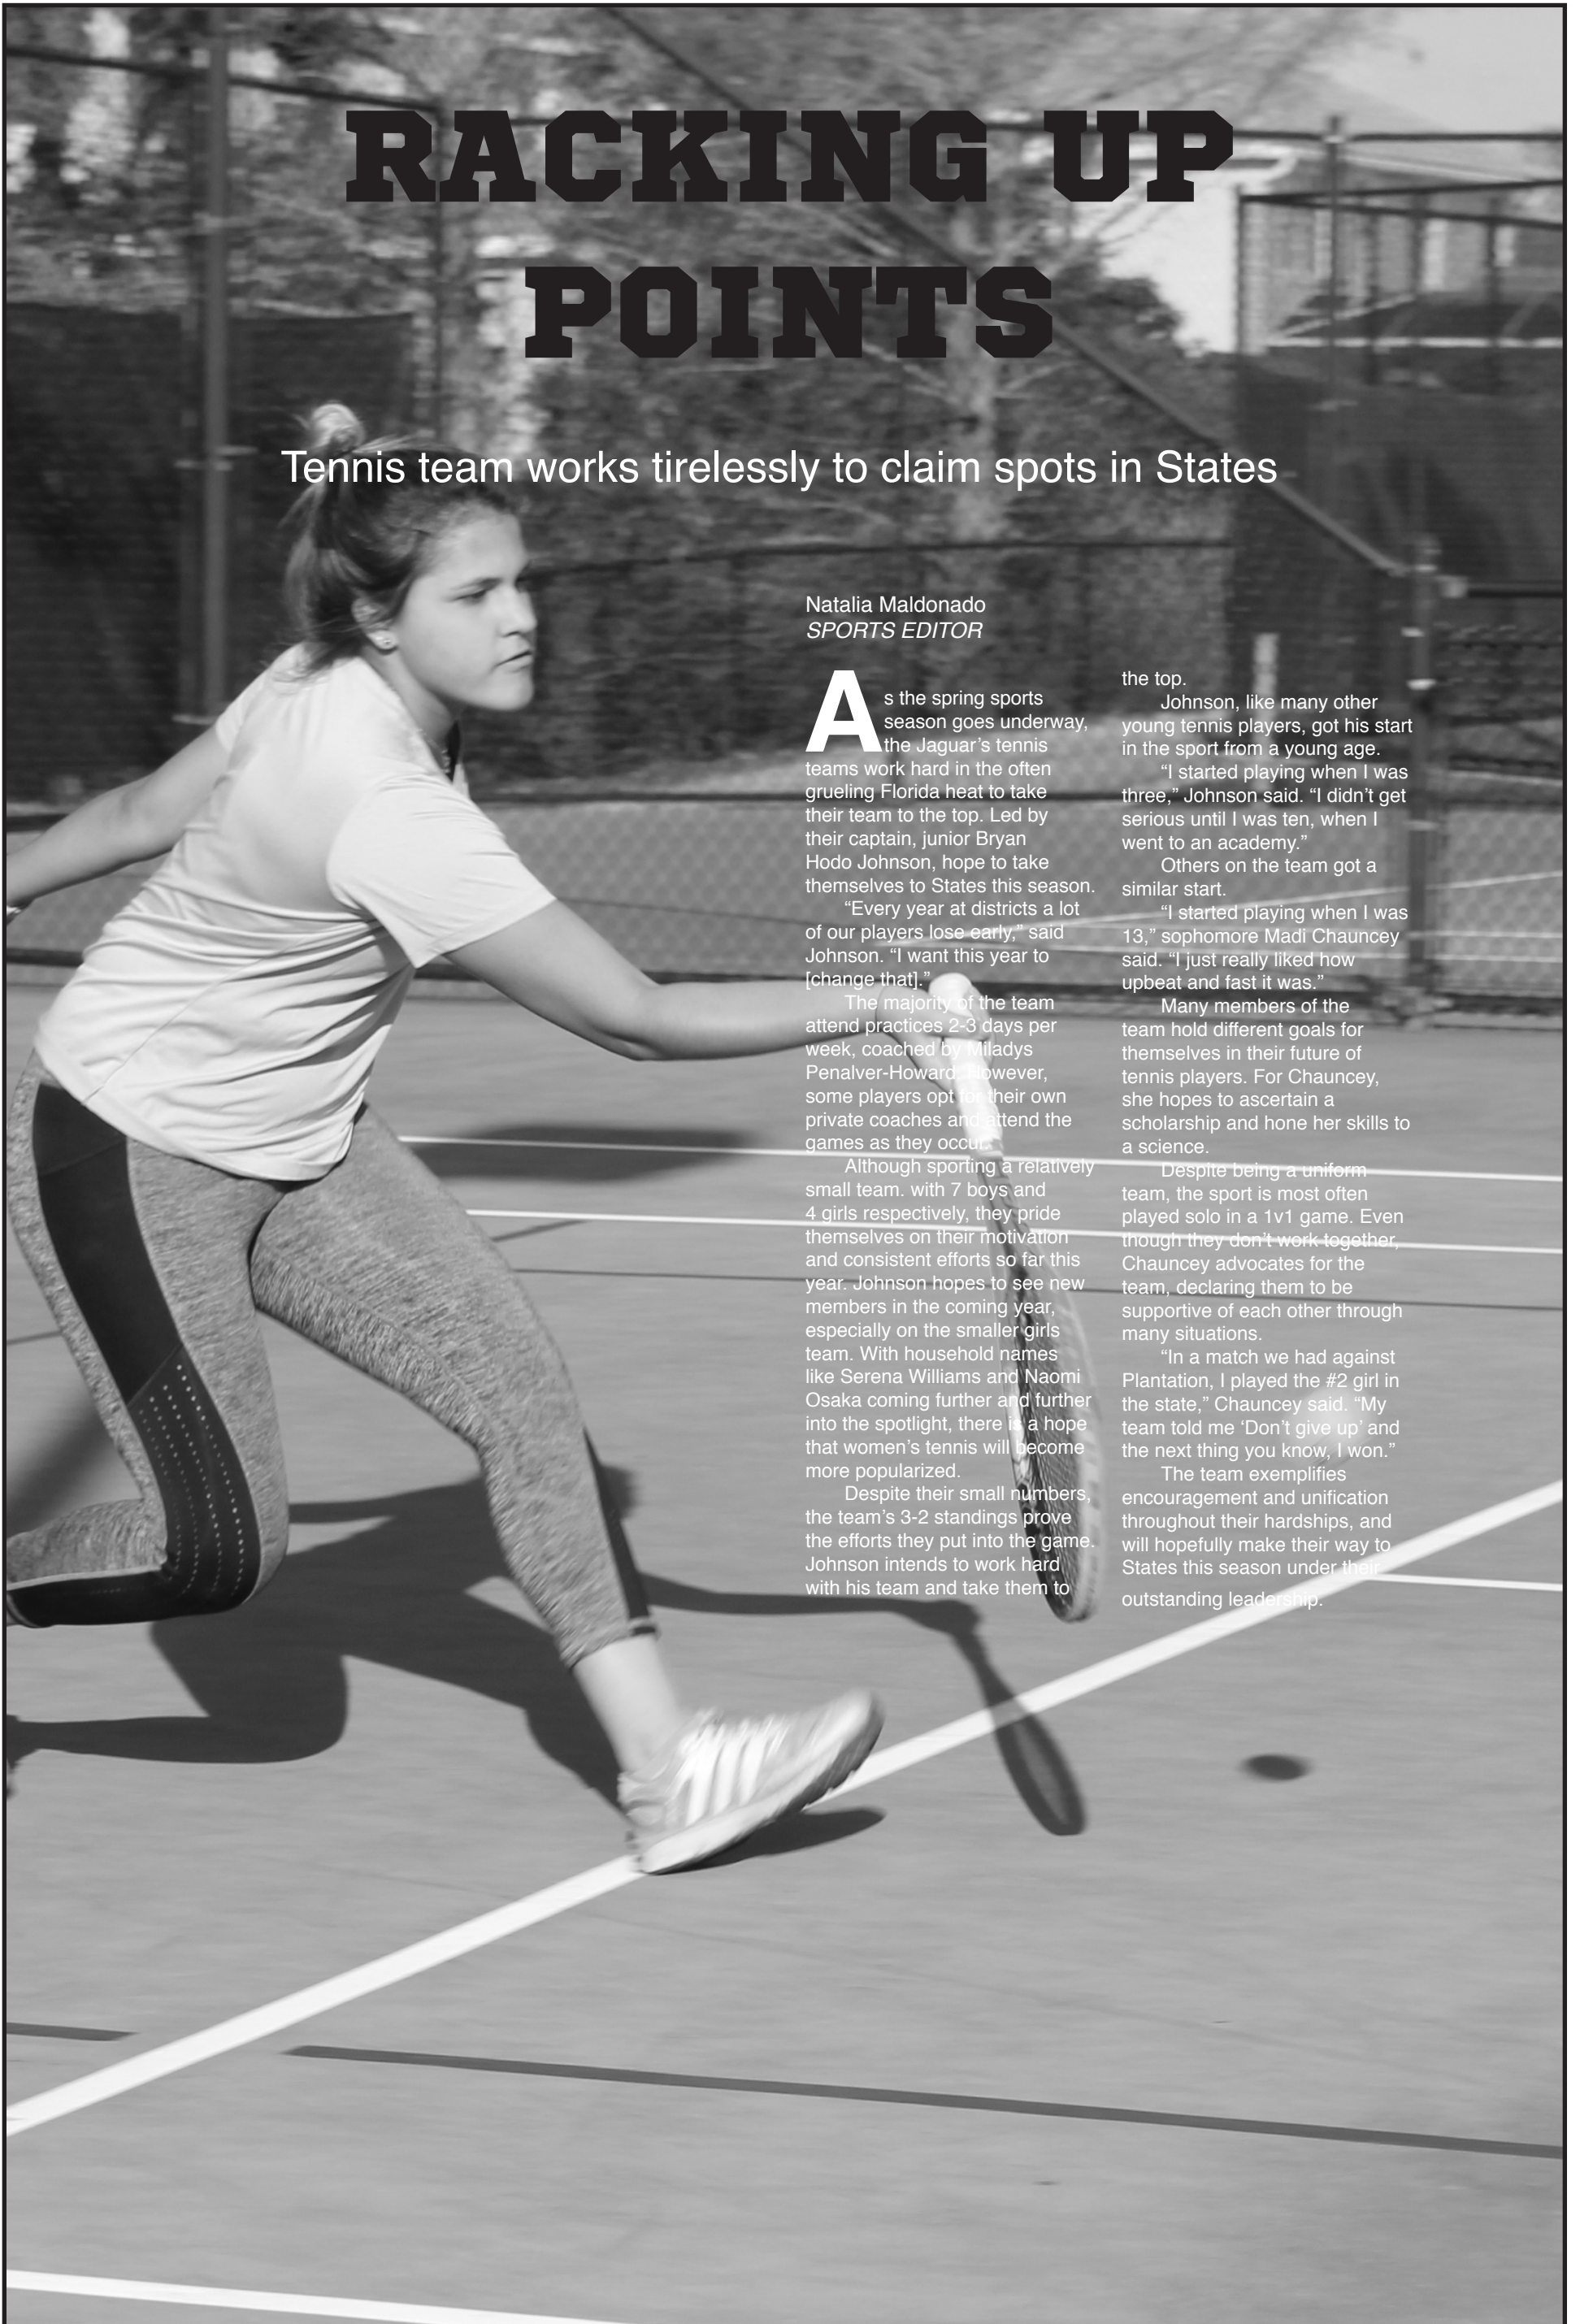 RACKING UP
POINTS
Tennis team works tirelessly to claim spots in States
Natalia Maldonado
SPORTS EDITOR
As the spring sports
season goes underway,
the Jaguar’s tennis
teams work hard in the often
grueling Florida heat to take
their team to the top. Led by
their captain, junior Bryan
Hodo Johnson, hope to take
themselves to States this season.
“Every year at districts a lot
of our players lose early,” said
Johnson. “I want this year to
[change that].”
The majority of the team
attend practices 2-3 days per
week, coached by Miladys
Penalver-Howard. However,
some players opt for their own
private coaches and attend the
games as they occur.
Although sporting a relatively
small team. with 7 boys and
4 girls respectively, they pride
themselves on their motivation
and consistent efforts so far this
year. Johnson hopes to see new
members in the coming year,
especially on the smaller girls
team. With household names
like Serena Williams and Naomi
Osaka coming further and further
into the spotlight, there is a hope
that women’s tennis will become
more popularized.
Despite their small numbers,
the team’s 3-2 standings prove
the efforts they put into the game.
Johnson intends to work hard
with his team and take them to
the top.
Johnson, like many other
young tennis players, got his start
in the sport from a young age.
“I started playing when I was
three,” Johnson said. “I didn’t get
serious until I was ten, when I
went to an academy.”
Others on the team got a
similar start.
“I started playing when I was
13,” sophomore Madi Chauncey
said. “I just really liked how
upbeat and fast it was.”
Many members of the
team hold different goals for
themselves in their future of
tennis players. For Chauncey,
she hopes to ascertain a
scholarship and hone her skills to
a science.
Despite being a uniform
team, the sport is most often
played solo in a 1v1 game. Even
though they don’t work together,
Chauncey advocates for the
team, declaring them to be
supportive of each other through
many situations.
“In a match we had against
Plantation, I played the #2 girl in
the state,” Chauncey said. “My
team told me ‘Don’t give up’ and
the next thing you know, I won.”
The team exemplifies
encouragement and unification
throughout their hardships, and
will hopefully make their way to
States this season under their
outstanding leadership.